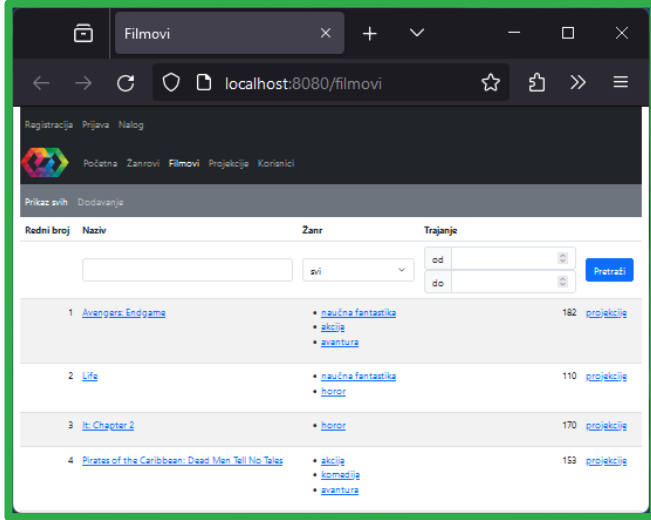 Filmovi
localhost:8080/filmovi
Registracija Prijava Nalog
Početna Žanrovi Filmovi Projekcije Korisnici
Prikaz svih Dodavanje
Redni broj Naziv Žanr Trajanje
od
svi Pretraži
do
1 Avengers: Endgame • naučna fantastika 182 projekcije
• akcija
• avantura
2 Life • naučna fantastika 110 projekcije
• horor
3 It: Chapter 2 • horor 170 projekcije
4 Pirates of the Caribbean: Dead Men Tell No Tales • akcija 153 projekcije
• komedija
• avantura